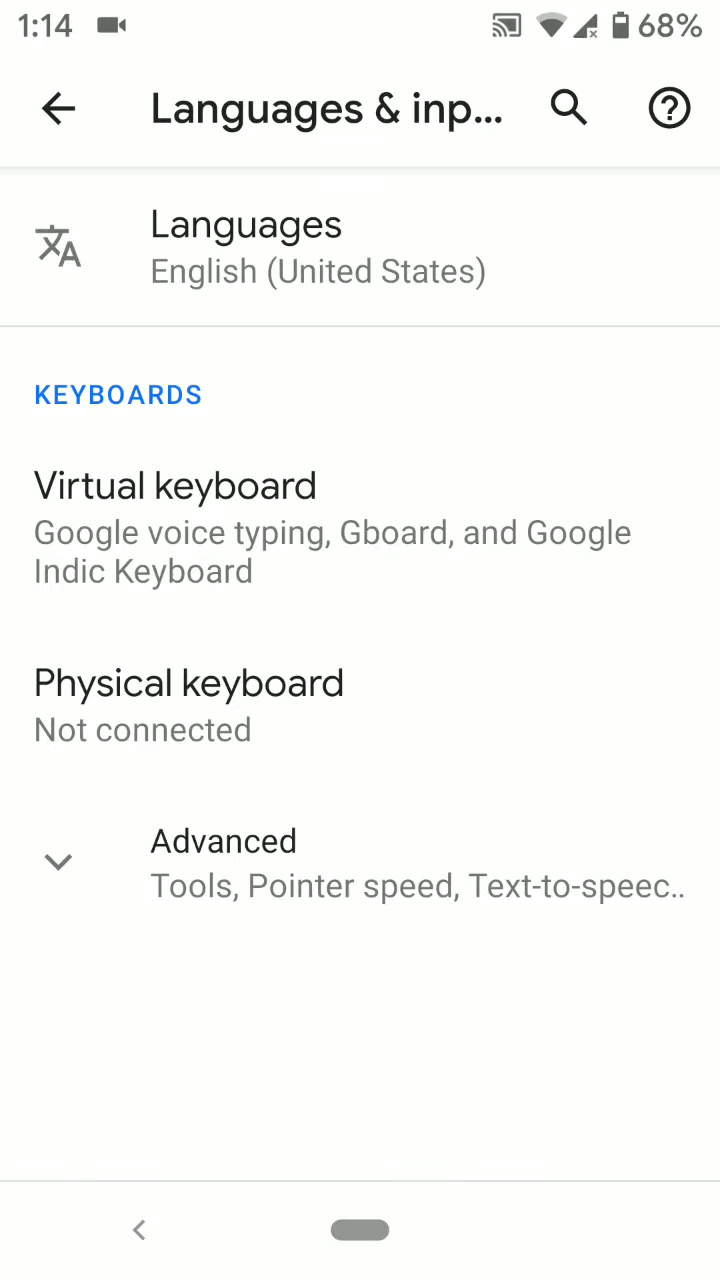 1:14 68%
Languages & inp...
Languages
English (United States)
KEYBOARDS
Virtual keyboard
Google voice typing, Gboard, and Google
Indic Keyboard
Physical keyboard
Not connected
Advanced
Tools, Pointer speed, Text-to-speec..